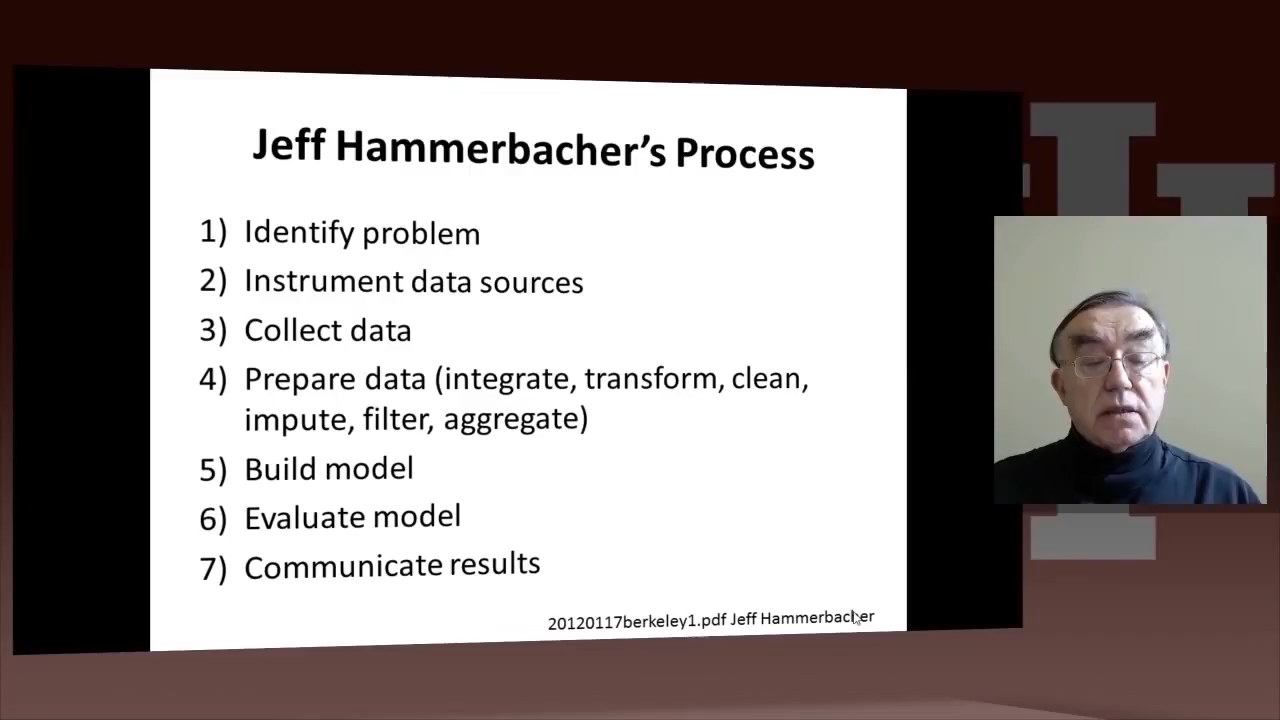 Jeff Hammerbacher's Process
1) Identify problem
2) Instrument data sources
3) Collect data
4) Prepare data (integrate, transform, clean,
impute, filter, aggregate)
5) Build model
6) Evaluate model
7) Communicate results
20120117berkeley1.pdf Jeff Hammerbacher